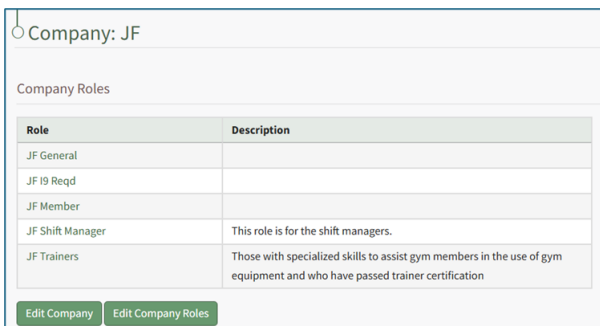 Company: JF
Company Roles
Role Description
JF General
JF I9 Reqd
JF Member
JF Shift Manager This role is for the shift managers.
JF Trainers Those with specialized skills to assist gym members in the use of gym
equipment and who have passed trainer certification
Edit Company Edit Company Roles